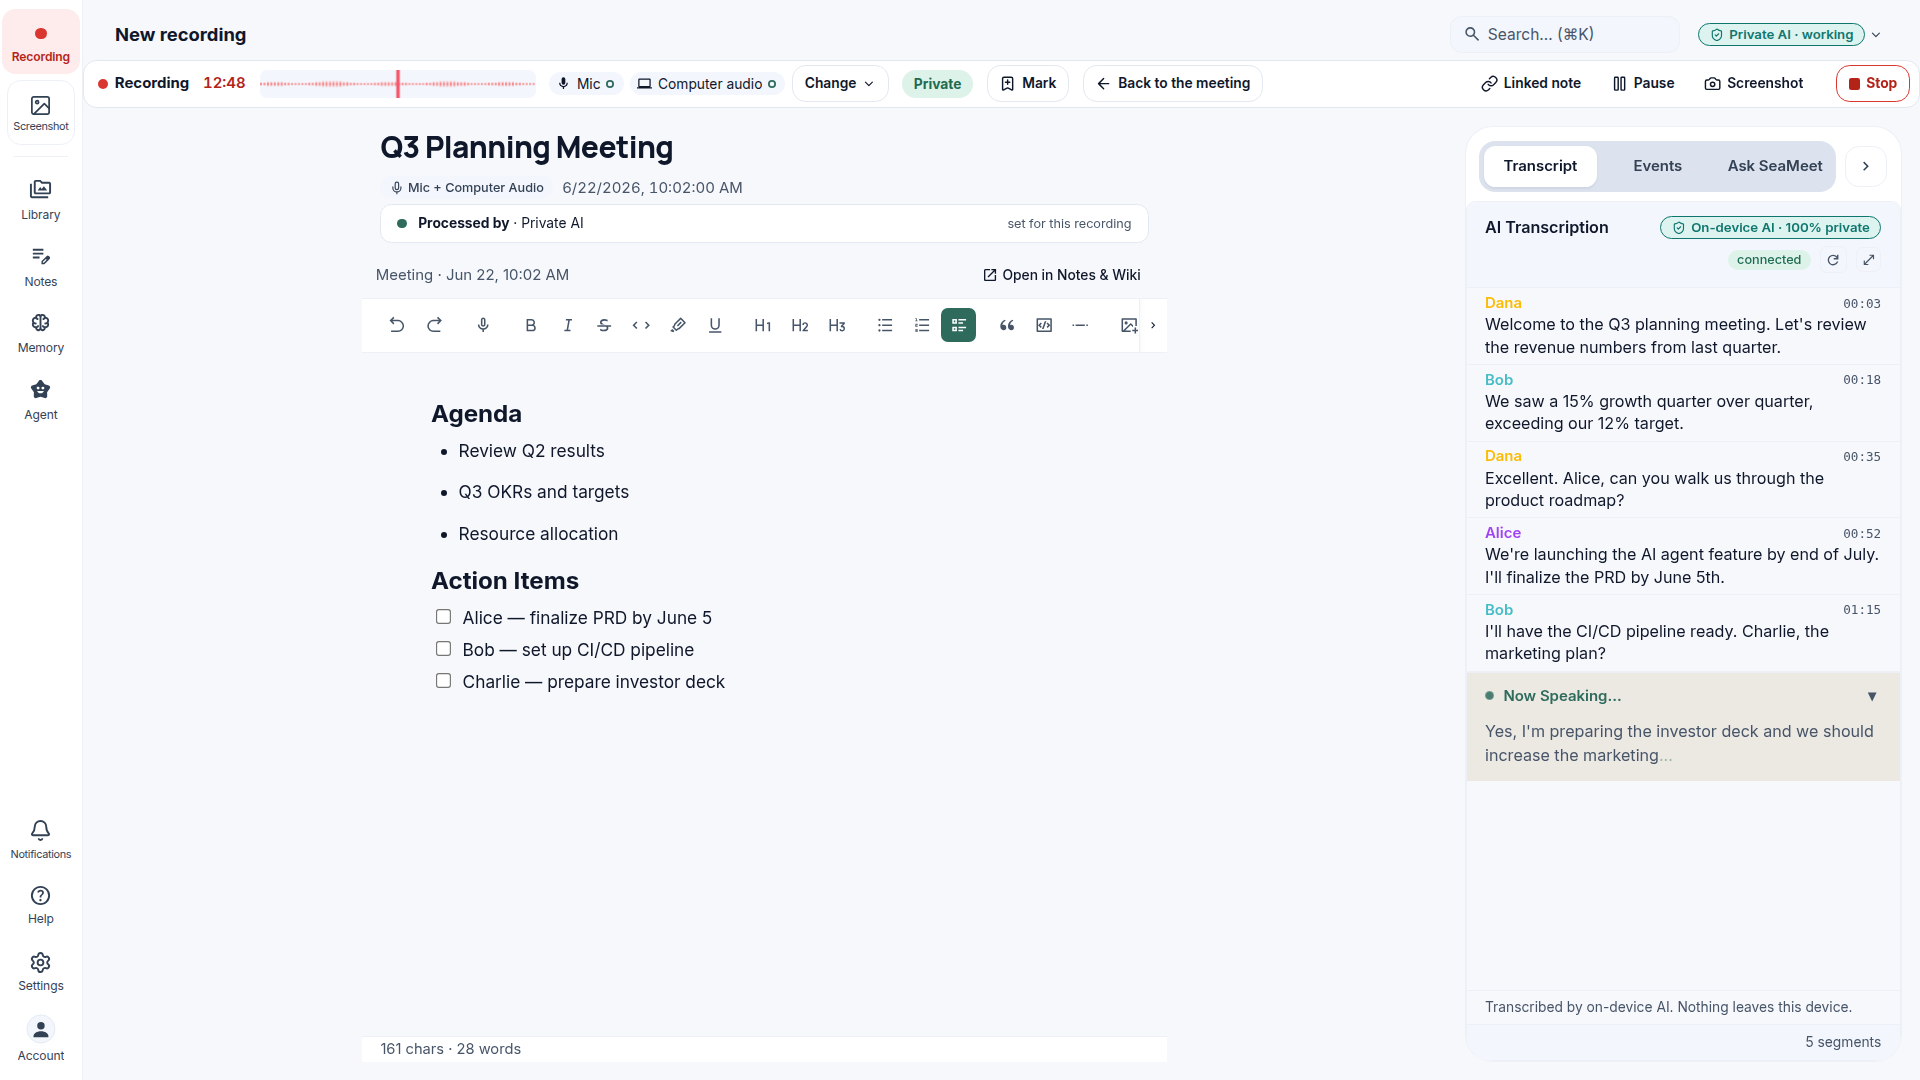 Recording
Screenshot
Library
Notes
Memory
Agent
Notifications
Help
Settings
Account
New recording
Search... (⌘K)
Private AI · working
Recording 12:48
Mic
Computer audio
Change
Private
Mark
Back to the meeting
Linked note
Pause
Screenshot
Stop
Q3 Planning Meeting
Mic + Computer Audio 6/22/2026, 10:02:00 AM
Processed by · Private AI set for this recording
Meeting · Jun 22, 10:02 AM Open in Notes & Wiki
B I S U H1 H2 H3
Agenda
• Review Q2 results
• Q3 OKRs and targets
• Resource allocation
Action Items
Alice — finalize PRD by June 5
Bob — set up CI/CD pipeline
Charlie — prepare investor deck
161 chars · 28 words
Transcript Events Ask SeaMeet
AI Transcription On-device AI · 100% private
connected
Dana 00:03
Welcome to the Q3 planning meeting. Let's review
the revenue numbers from last quarter.
Bob 00:18
We saw a 15% growth quarter over quarter,
exceeding our 12% target.
Dana 00:35
Excellent. Alice, can you walk us through the
product roadmap?
Alice 00:52
We're launching the AI agent feature by end of July.
I'll finalize the PRD by June 5th.
Bob 01:15
I'll have the CI/CD pipeline ready. Charlie, the
marketing plan?
Now Speaking...
Yes, I'm preparing the investor deck and we should
increase the marketing...
Transcribed by on-device AI. Nothing leaves this device.
5 segments